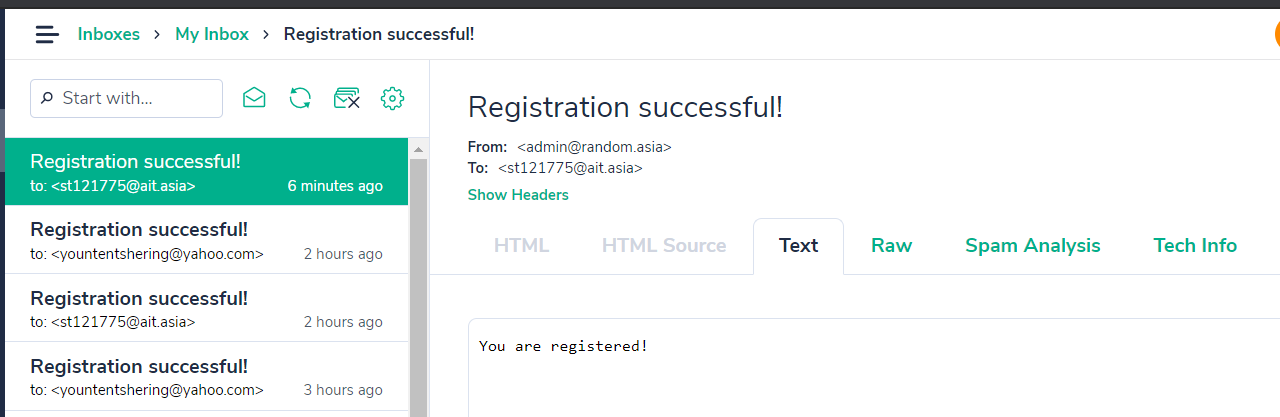 Inboxes > My Inbox > Registration successful!
Start with...
Registration successful!
to: <st121775@ait.asia> 6 minutes ago
Registration successful!
to: <yountentshering@yahoo.com> 2 hours ago
Registration successful!
to: <st121775@ait.asia> 2 hours ago
Registration successful!
to: <yountentshering@yahoo.com> 3 hours ago
Registration successful!
From: <admin@random.asia>
To: <st121775@ait.asia>
Show Headers
HTML HTML Source Text Raw Spam Analysis Tech Info
You are registered!